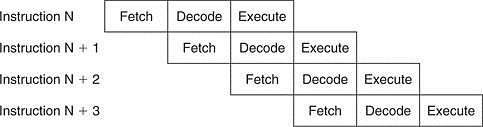 Instruction N Fetch Decode Execute
Instruction N + 1 Fetch Decode Execute
Instruction N + 2 Fetch Decode Execute
Instruction N + 3 Fetch Decode Execute